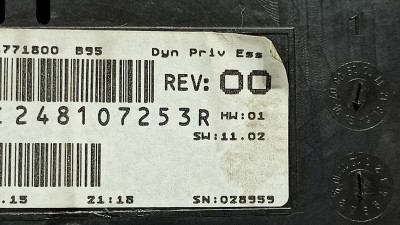 771800 B95 Dyn Priv Ess
REV: 00
248107253R HW:01
SW:11.02
.15 21:18 SN:028959
1